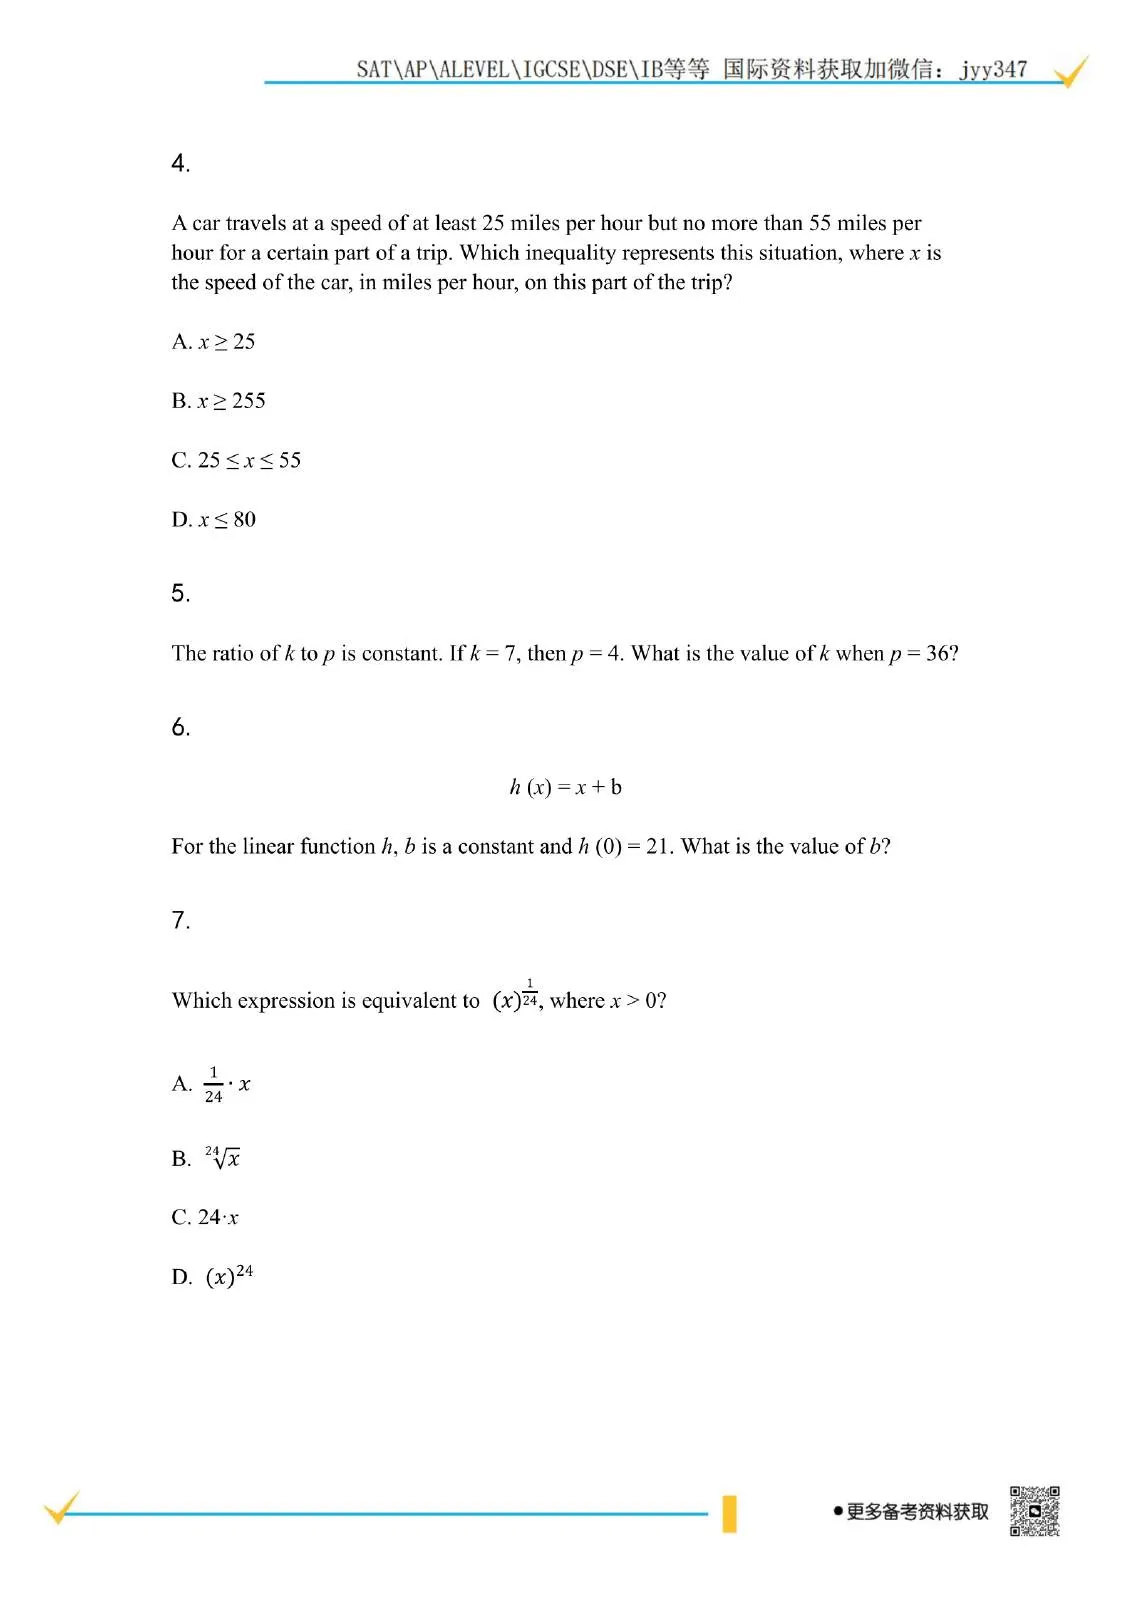 SAT\AP\ALEVEL\IGCSE\DSE\IB等等 国际资料获取加微信：jyy347
4.
A car travels at a speed of at least 25 miles per hour but no more than 55 miles per
hour for a certain part of a trip. Which inequality represents this situation, where x is
the speed of the car, in miles per hour, on this part of the trip?
A. x ≥ 25
B. x ≥ 255
C. 25 ≤ x ≤ 55
D. x ≤ 80
5.
The ratio of k to p is constant. If k = 7, then p = 4. What is the value of k when p = 36?
6.
h (x) = x + b
For the linear function h, b is a constant and h (0) = 21. What is the value of b?
7.
Which expression is equivalent to (x)^(1/24), where x > 0?
A. 1/24 · x
B. ²⁴√x
C. 24·x
D. (x)²⁴
●更多备考资料获取